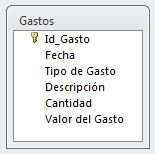 Gastos
Id_Gasto
Fecha
Tipo de Gasto
Descripción
Cantidad
Valor del Gasto